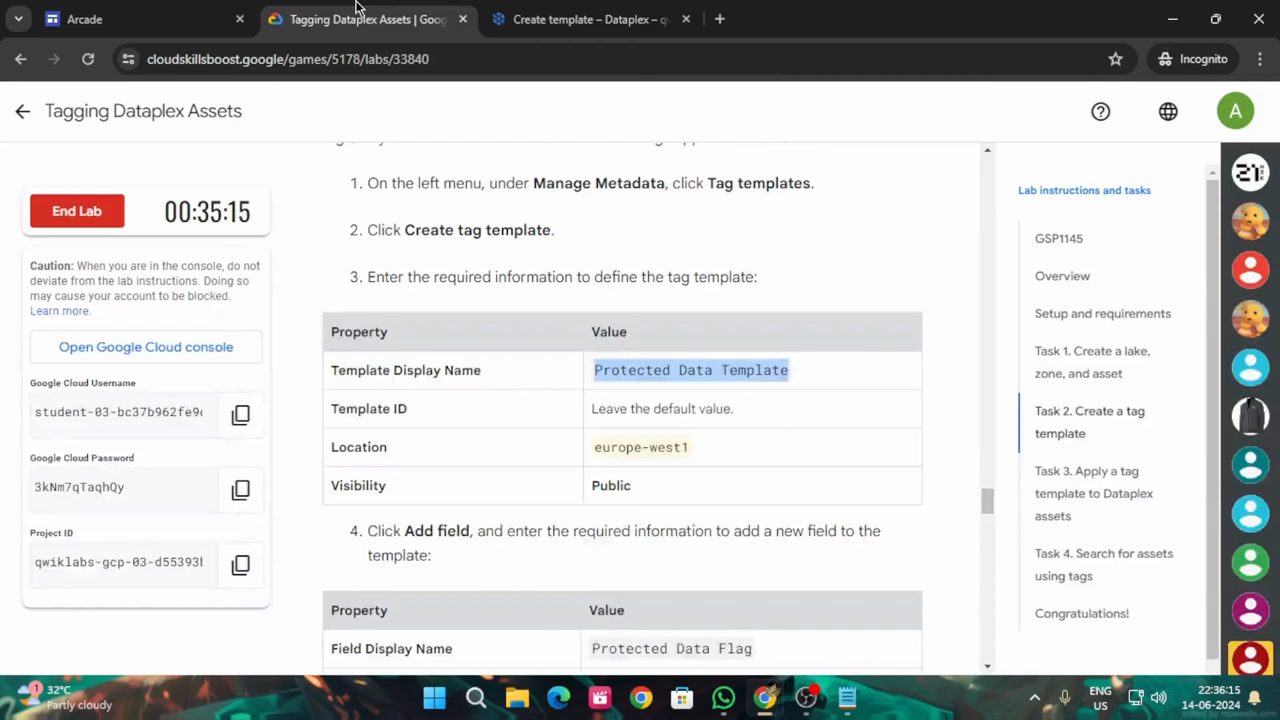 Arcade
Tagging Dataplex Assets | Goog
Create template – Dataplex – q
cloudskillsboost.google/games/5178/labs/33840
Incognito
Tagging Dataplex Assets
A
End Lab
00:35:15
Caution: When you are in the console, do not
deviate from the lab instructions. Doing so
may cause your account to be blocked.
Learn more.
Open Google Cloud console
Google Cloud Username
student-03-bc37b962fe9c
Google Cloud Password
3kNm7qTaqhQy
Project ID
qwiklabs-gcp-03-d55393l
1. On the left menu, under Manage Metadata, click Tag templates.
2. Click Create tag template.
3. Enter the required information to define the tag template:
Property Value
Template Display Name Protected Data Template
Template ID Leave the default value.
Location europe-west1
Visibility Public
4. Click Add field, and enter the required information to add a new field to the
template:
Property Value
Field Display Name Protected Data Flag
Lab instructions and tasks
GSP1145
Overview
Setup and requirements
Task 1. Create a lake,
zone, and asset
Task 2. Create a tag
template
Task 3. Apply a tag
template to Dataplex
assets
Task 4. Search for assets
using tags
Congratulations!
1
32°C
Partly cloudy
ENG
US
22:36:15
14-06-2024